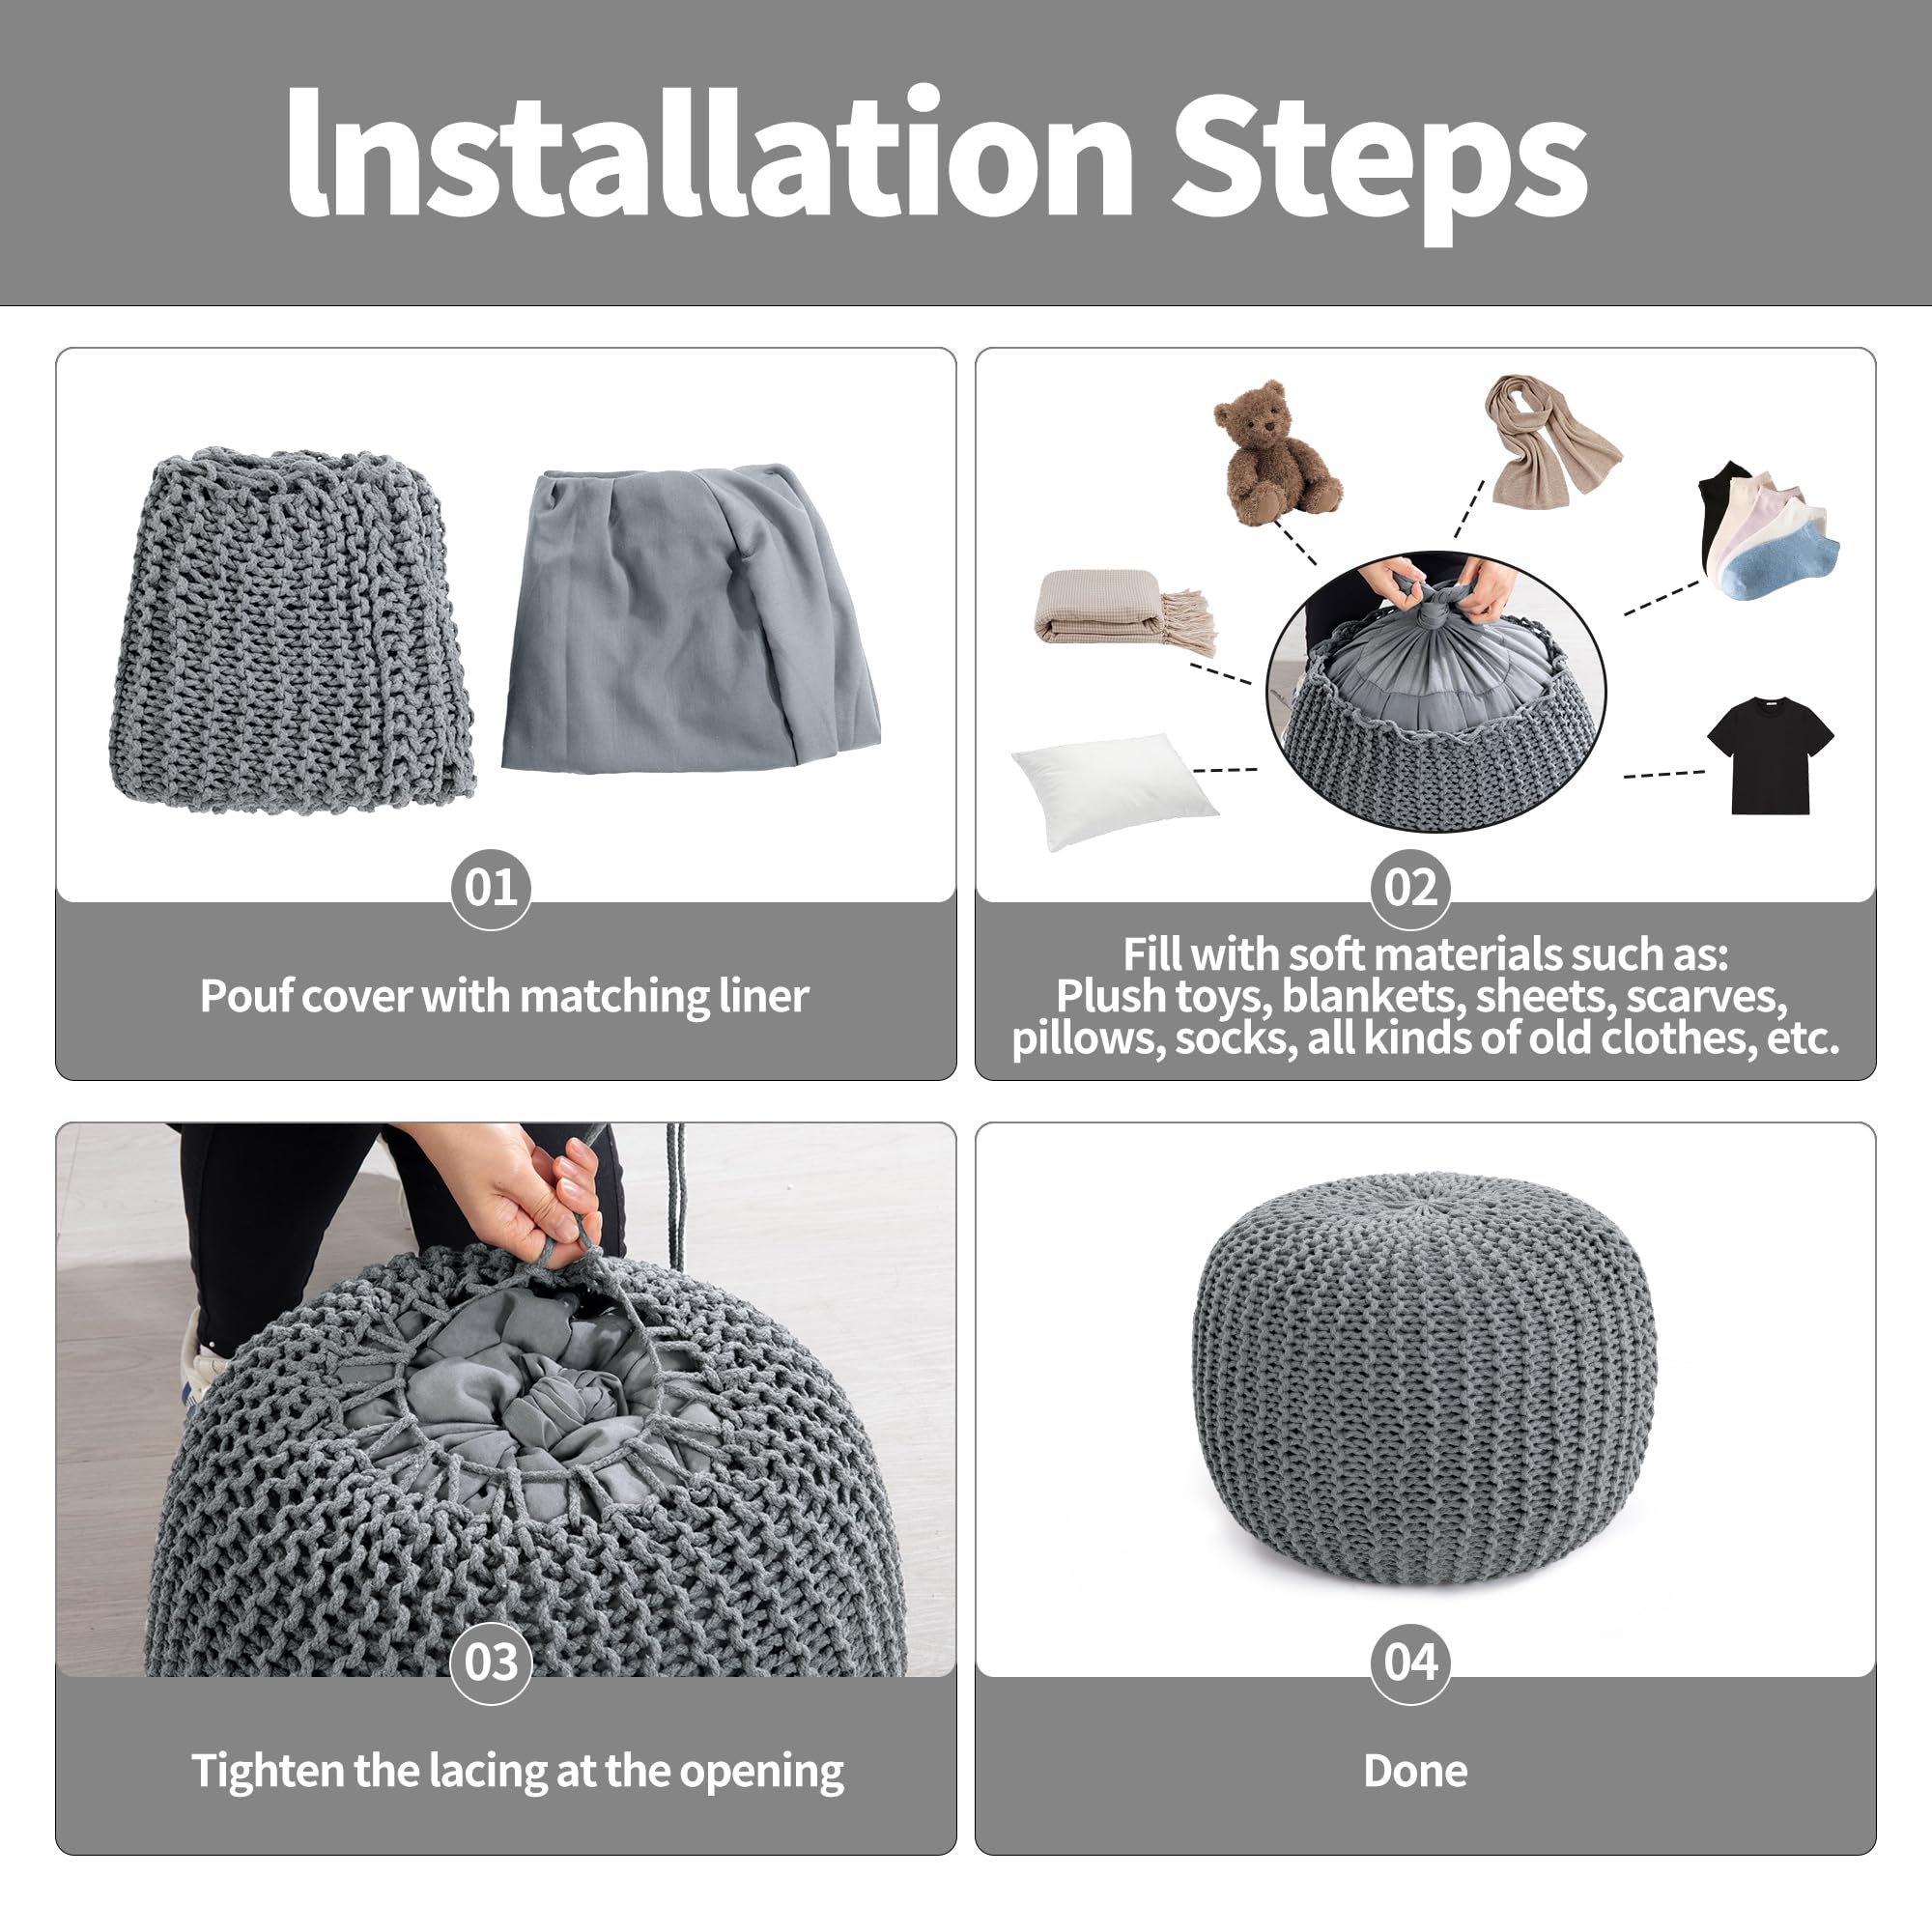 Installation Steps
01
Pouf cover with matching liner
02
Fill with soft materials such as:
Plush toys, blankets, sheets, scarves,
pillows, socks, all kinds of old clothes, etc.
03
Tighten the lacing at the opening
04
Done